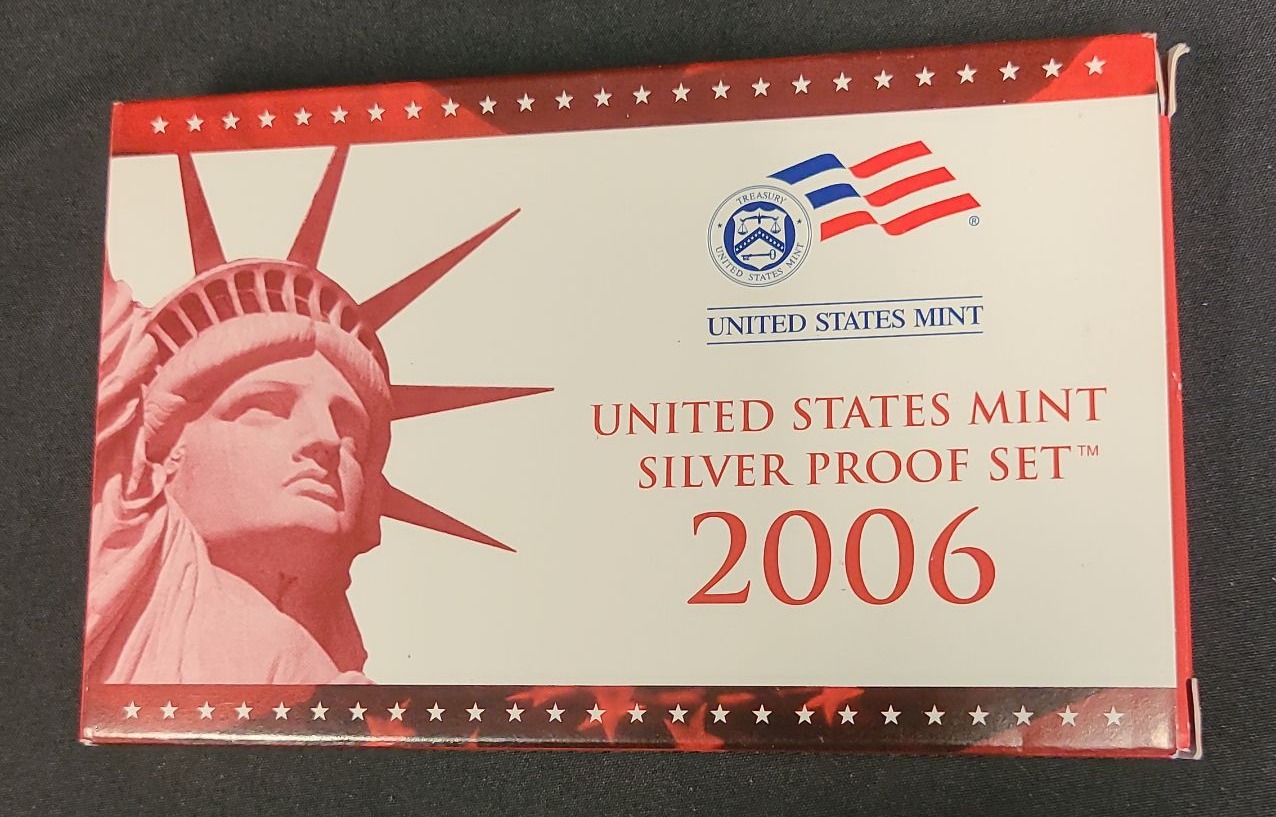 TREASURY
UNITED STATES MINT
®
UNITED STATES MINT
UNITED STATES MINT
SILVER PROOF SET™
2006